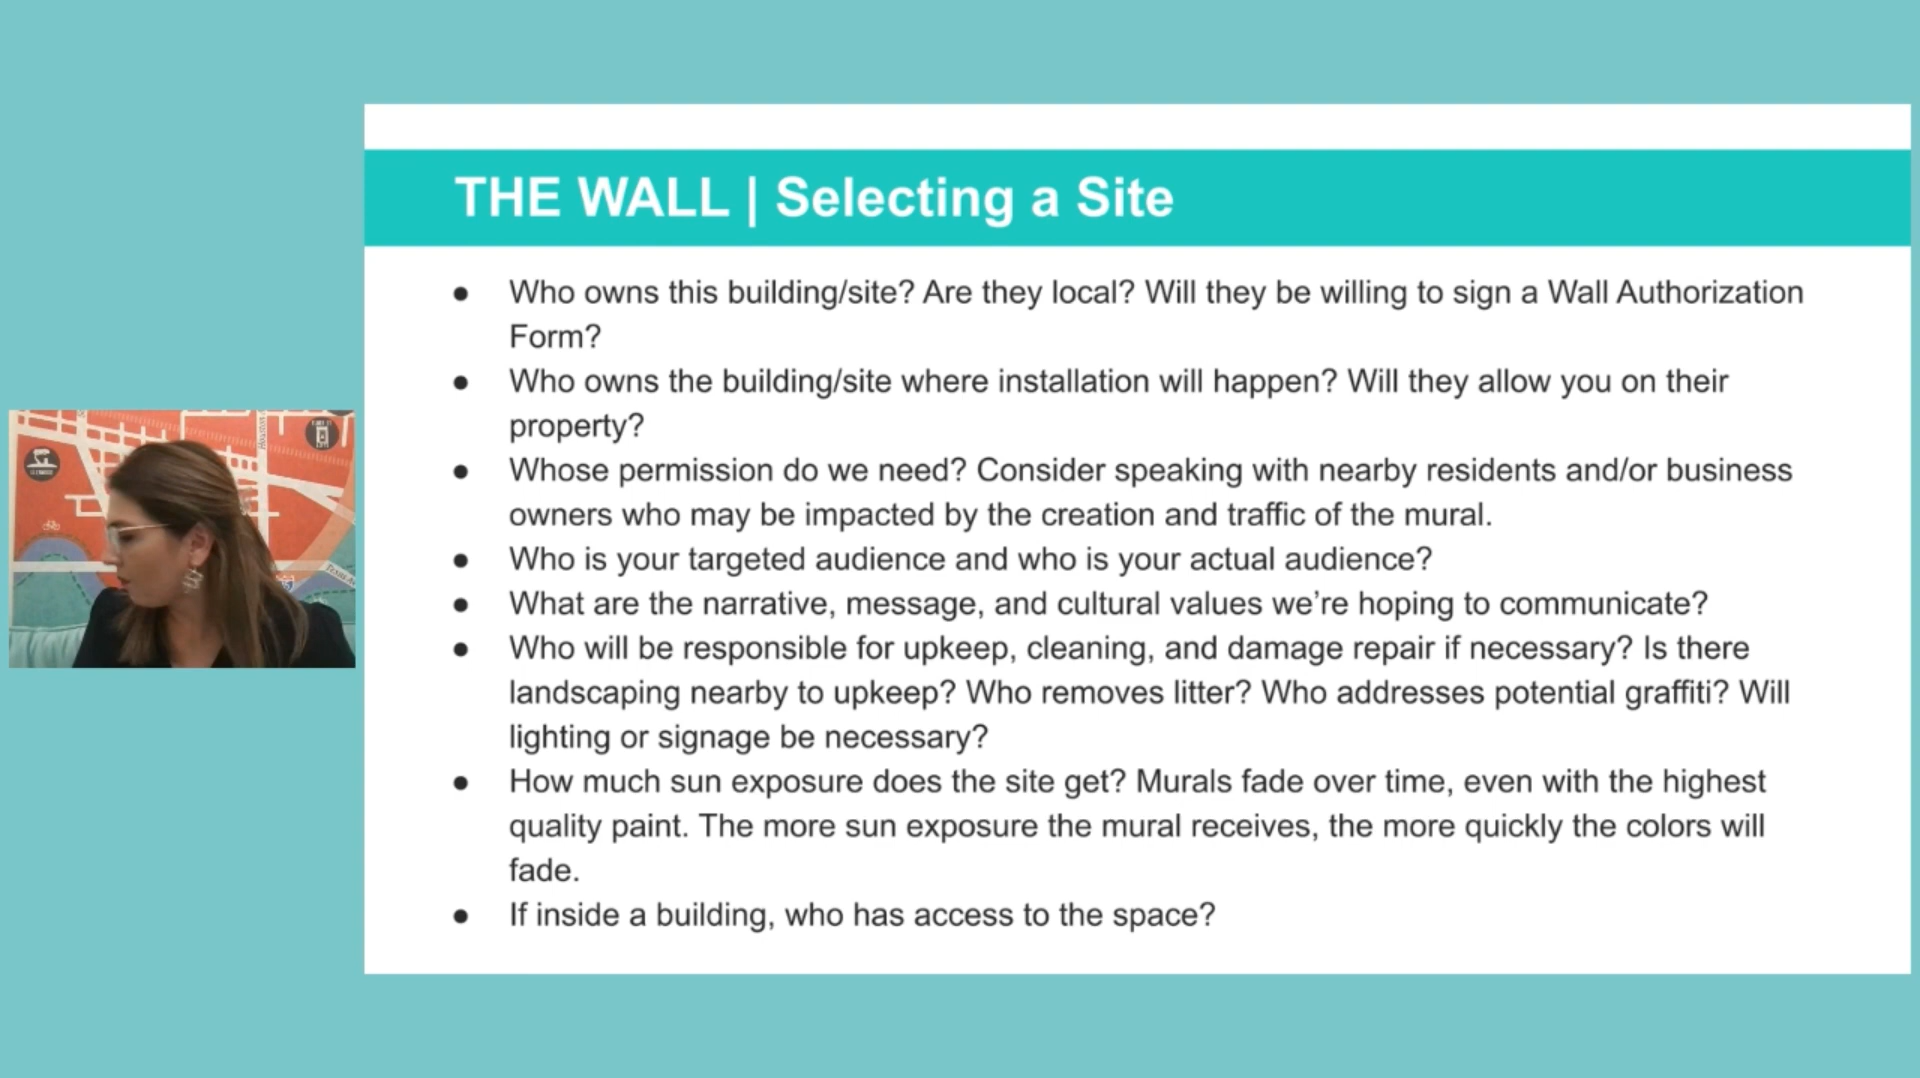 THE WALL | Selecting a Site
● Who owns this building/site? Are they local? Will they be willing to sign a Wall Authorization
Form?
● Who owns the building/site where installation will happen? Will they allow you on their
property?
● Whose permission do we need? Consider speaking with nearby residents and/or business
owners who may be impacted by the creation and traffic of the mural.
● Who is your targeted audience and who is your actual audience?
● What are the narrative, message, and cultural values we’re hoping to communicate?
● Who will be responsible for upkeep, cleaning, and damage repair if necessary? Is there
landscaping nearby to upkeep? Who removes litter? Who addresses potential graffiti? Will
lighting or signage be necessary?
● How much sun exposure does the site get? Murals fade over time, even with the highest
quality paint. The more sun exposure the mural receives, the more quickly the colors will
fade.
● If inside a building, who has access to the space?
Houston
Texas